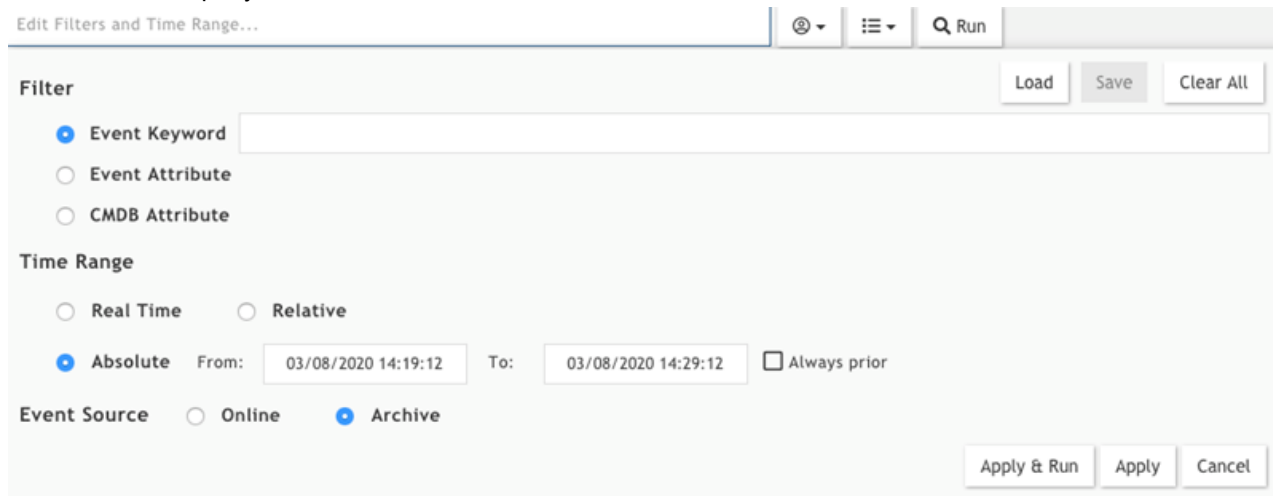 Edit Filters and Time Range...
Run
Filter
Load Save Clear All
Event Keyword
Event Attribute
CMDB Attribute
Time Range
Real Time Relative
Absolute From: 03/08/2020 14:19:12 To: 03/08/2020 14:29:12 Always prior
Event Source Online Archive
Apply & Run Apply Cancel